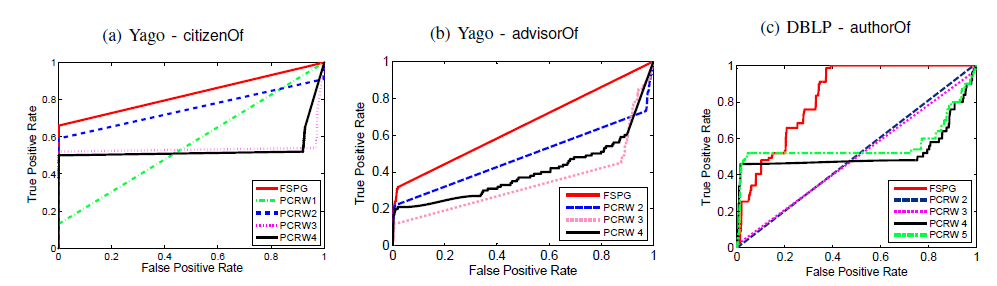 (a) Yago - citizenOf
1
0.8
0.6
0.4
0.2
0
0
0.2
0.4
0.6
0.8
1
True Positive Rate
False Positive Rate
FSPG
PCRW1
PCRW2
PCRW3
PCRW4
(b) Yago - advisorOf
1
0.8
0.6
0.4
0.2
0
0
0.2
0.4
0.6
0.8
1
True Positive Rate
False Positive Rate
FSPG
PCRW 2
PCRW 3
PCRW 4
(c) DBLP - authorOf
1
0.8
0.6
0.4
0.2
0
0
0.2
0.4
0.6
0.8
1
True Positive Rate
False Positive Rate
FSPG
PCRW 2
PCRW 3
PCRW 4
PCRW 5